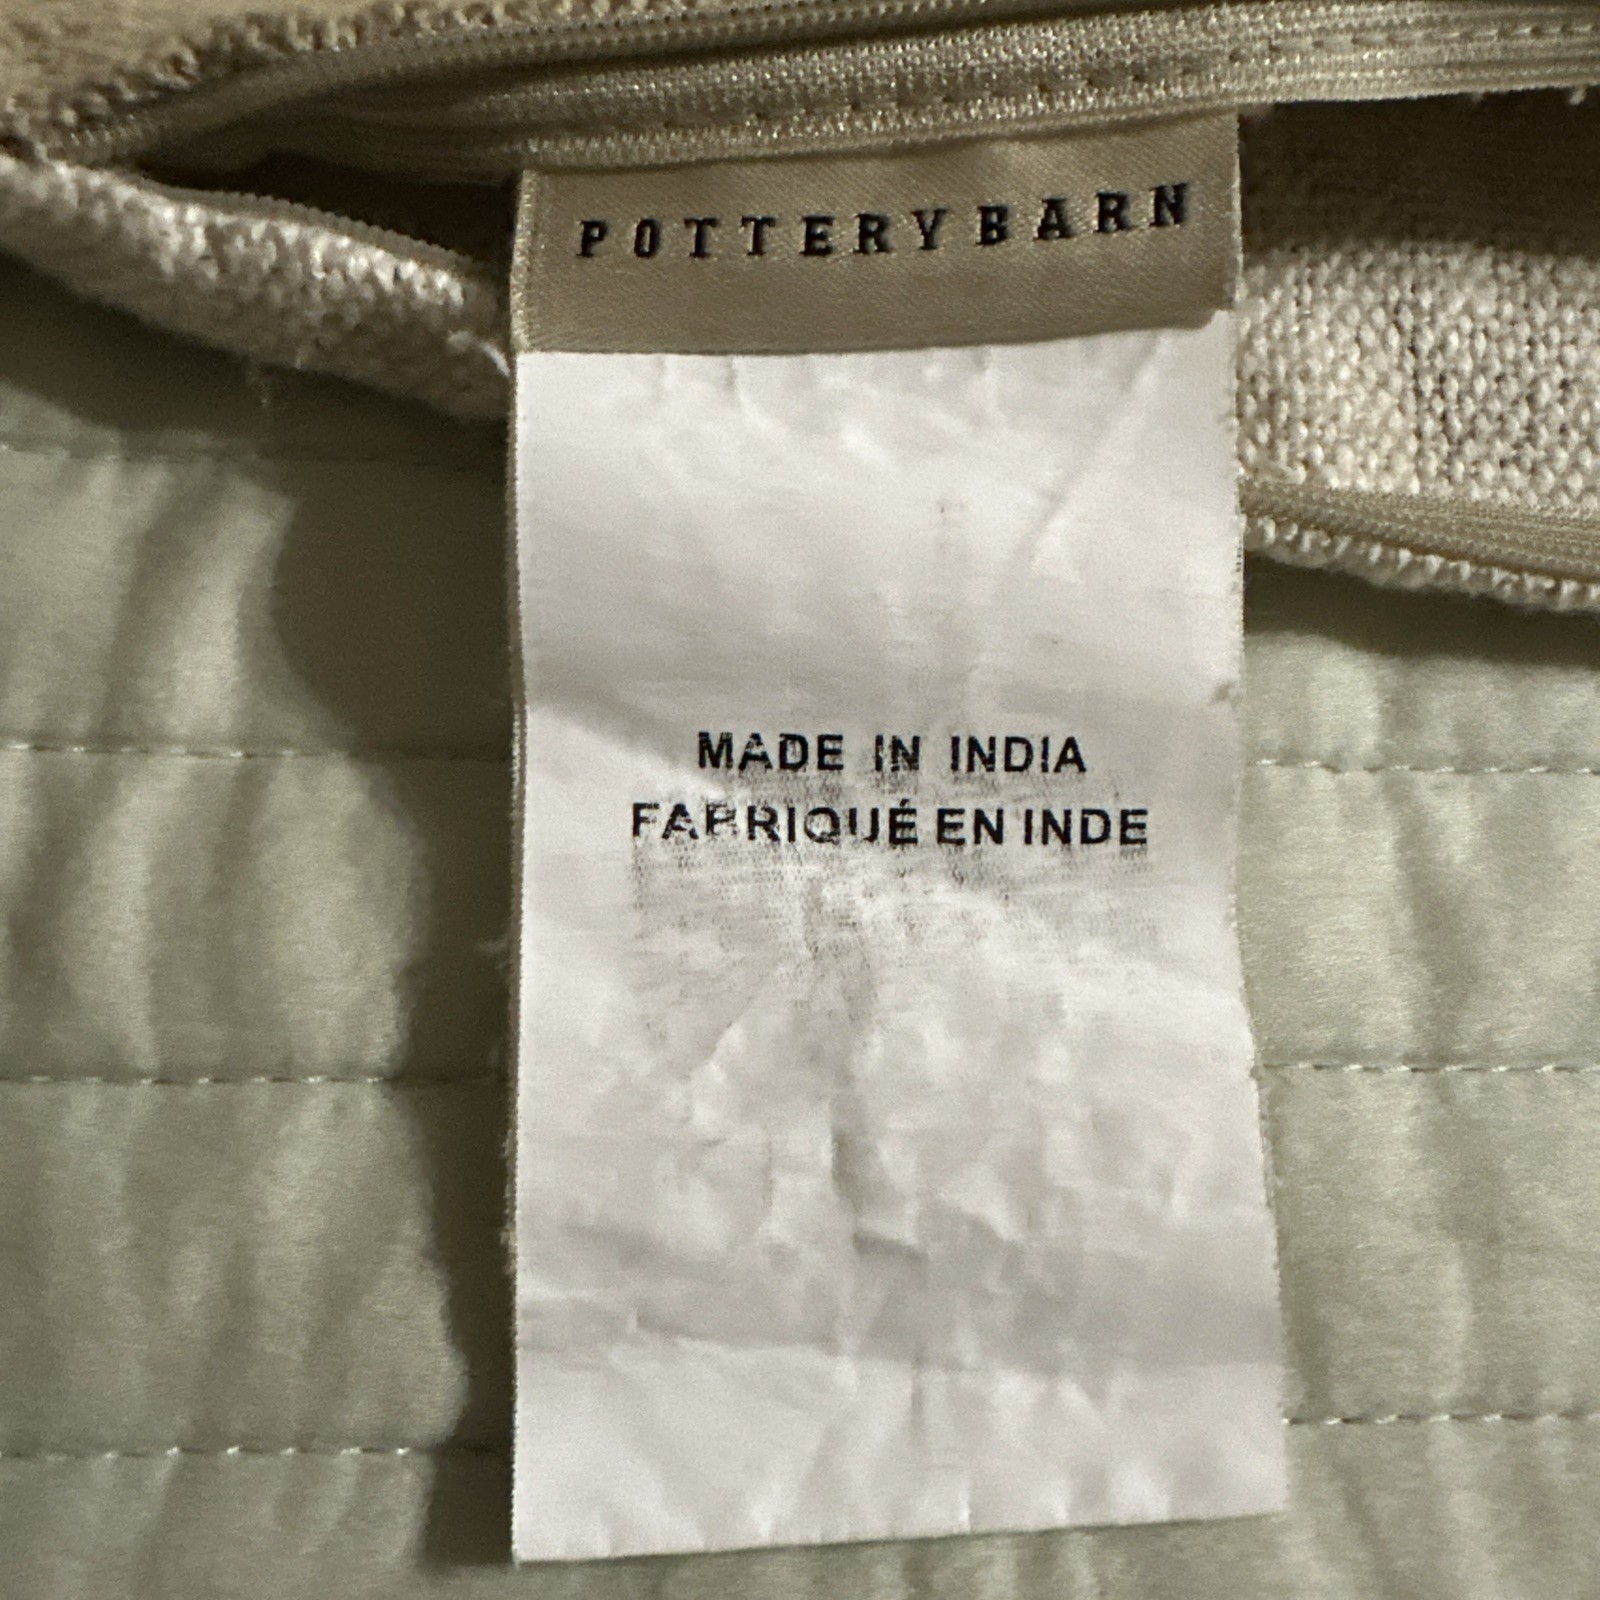 POTTERY BARN
MADE IN INDIA
FABRIQUÉ EN INDE